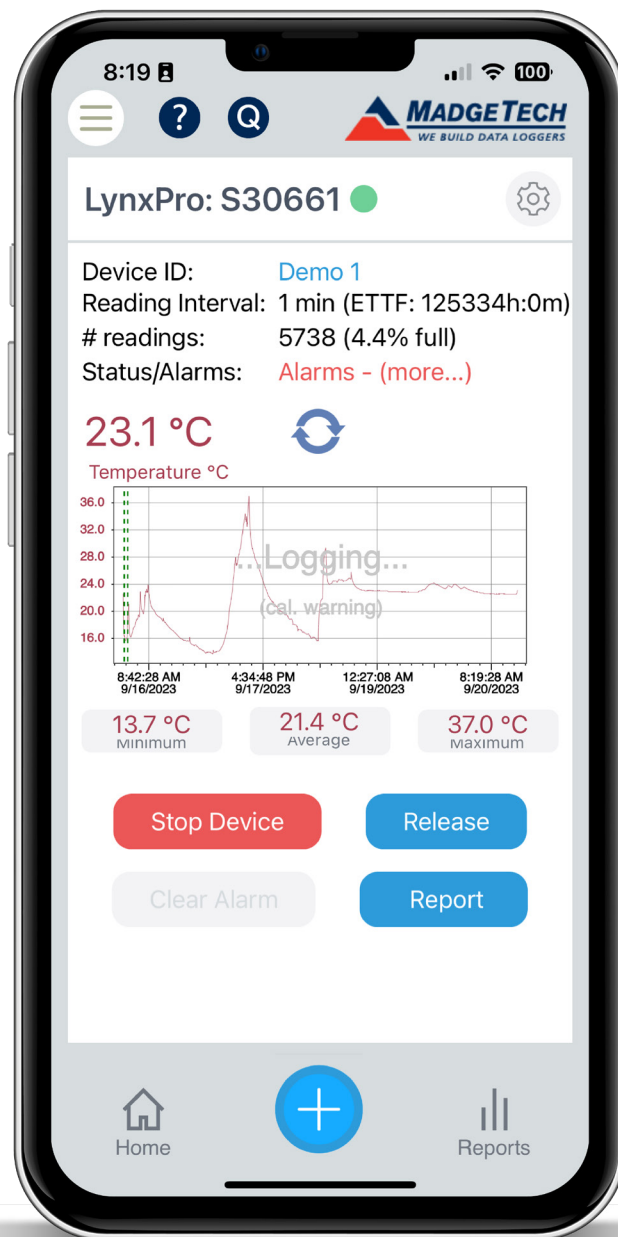 8:19
100
?
Q
MADGETECH
WE BUILD DATA LOGGERS
LynxPro: S30661
Device ID: Demo 1
Reading Interval: 1 min (ETTF: 125334h:0m)
# readings: 5738 (4.4% full)
Status/Alarms: Alarms - (more...)
23.1 °C
Temperature °C
36.0
32.0
28.0
...Logging...
24.0
20.0
(cal. warning)
16.0
8:42:28 AM 4:34:48 PM 12:27:08 AM 8:19:28 AM
9/16/2023 9/17/2023 9/19/2023 9/20/2023
13.7 °C 21.4 °C 37.0 °C
Minimum Average Maximum
Stop Device Release
Clear Alarm Report
Home Reports